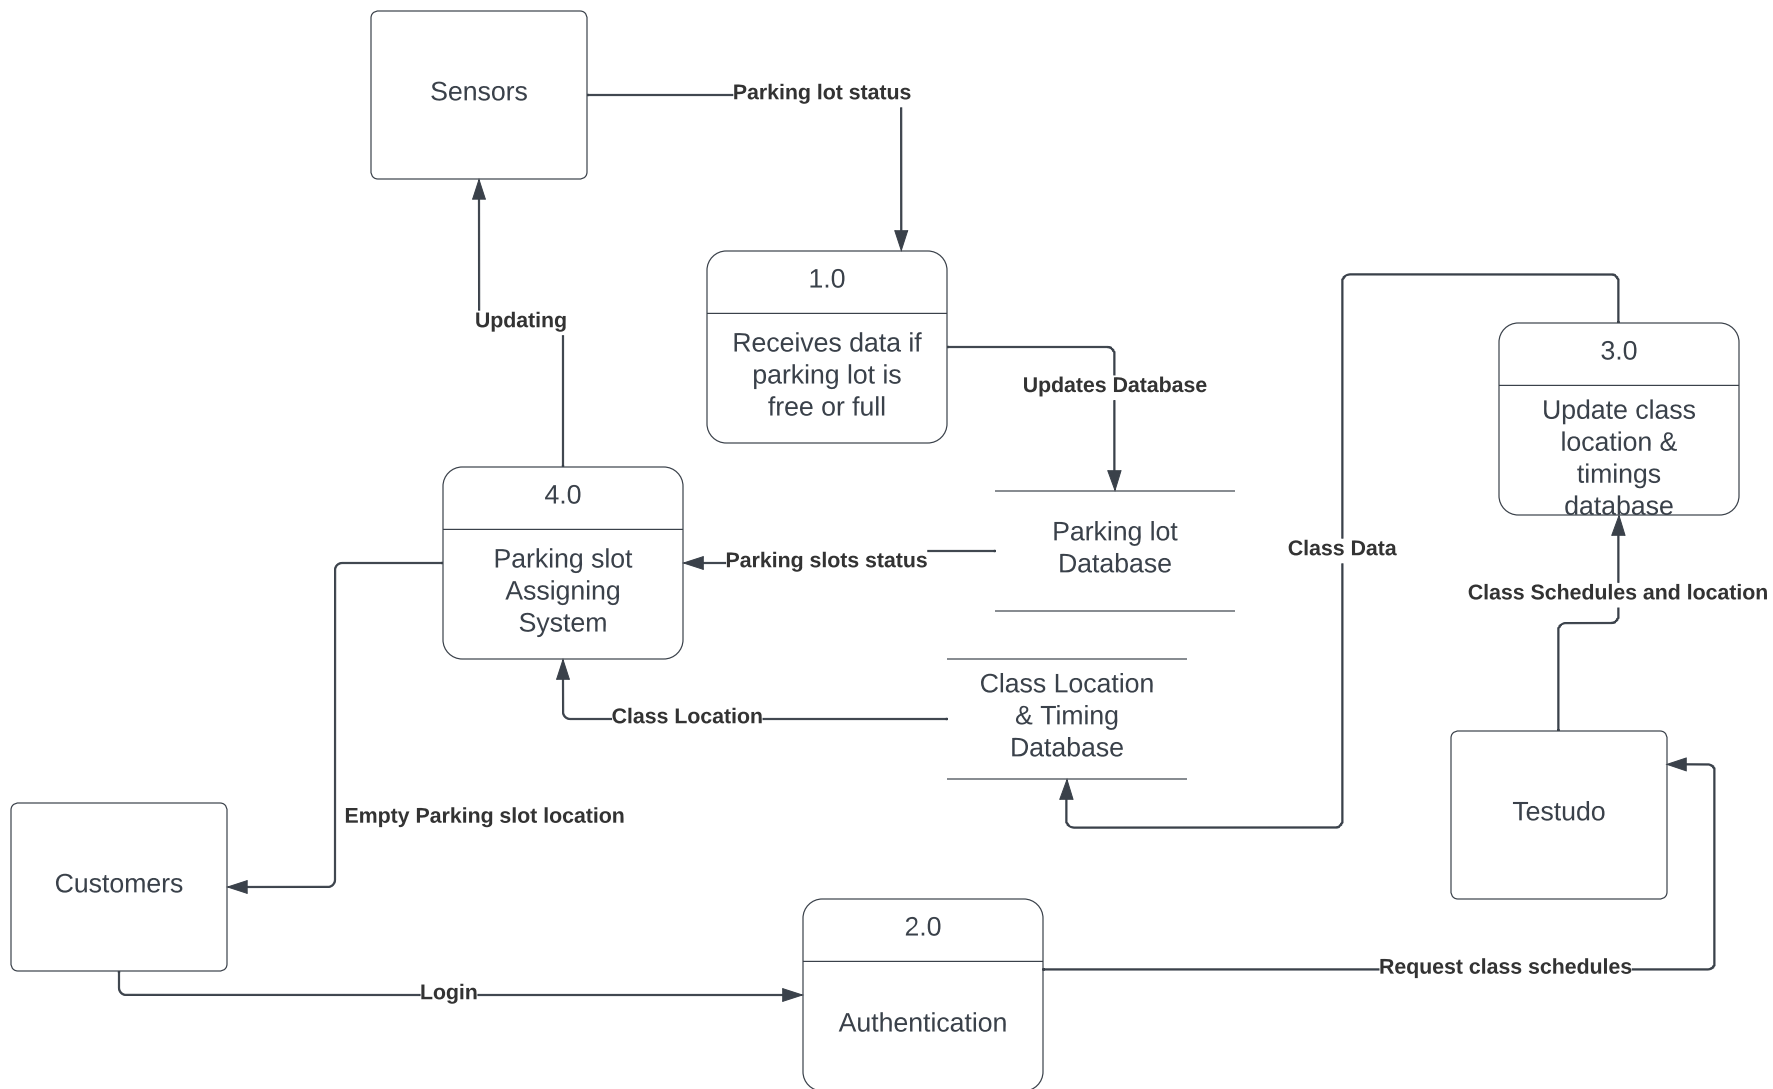 Sensors
Parking lot status
1.0
Receives data if
parking lot is
free or full
Updating
Updates Database
3.0
Update class
location &
timings
database
4.0
Parking slot
Assigning
System
Parking slots status
Parking lot
Database
Class Data
Class Schedules and location
Class Location
& Timing
Database
Class Location
Empty Parking slot location
Testudo
Customers
2.0
Authentication
Request class schedules
Login